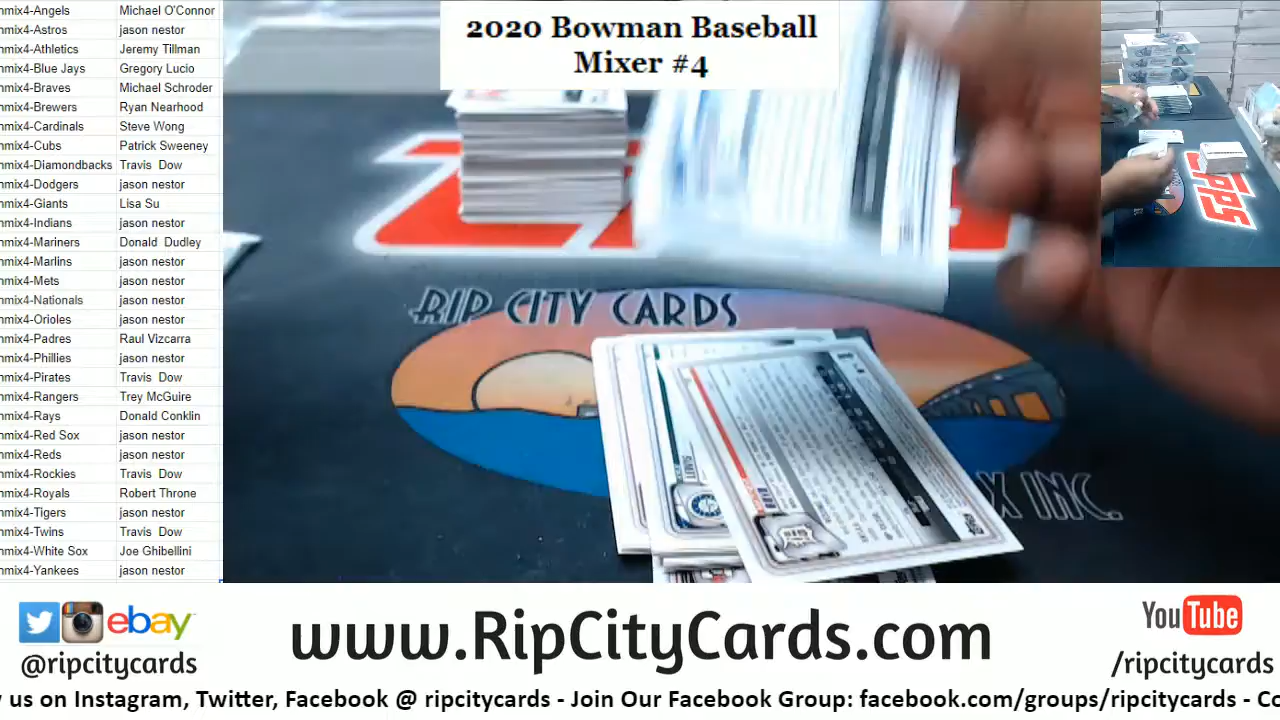 2020 Bowman Baseball
Mixer #4
nmix4-Angels Michael O'Connor
nmix4-Astros jason nestor
nmix4-Athletics Jeremy Tillman
nmix4-Blue Jays Gregory Lucio
nmix4-Braves Michael Schroder
nmix4-Brewers Ryan Nearhood
nmix4-Cardinals Steve Wong
nmix4-Cubs Patrick Sweeney
nmix4-Diamondbacks Travis Dow
nmix4-Dodgers jason nestor
nmix4-Giants Lisa Su
nmix4-Indians jason nestor
nmix4-Mariners Donald Dudley
nmix4-Marlins jason nestor
nmix4-Mets jason nestor
nmix4-Nationals jason nestor
nmix4-Orioles jason nestor
nmix4-Padres Raul Vizcarra
nmix4-Phillies jason nestor
nmix4-Pirates Travis Dow
nmix4-Rangers Trey McGuire
nmix4-Rays Donald Conklin
nmix4-Red Sox jason nestor
nmix4-Reds jason nestor
nmix4-Rockies Travis Dow
nmix4-Royals Robert Throne
nmix4-Tigers jason nestor
nmix4-Twins Travis Dow
nmix4-White Sox Joe Ghibellini
nmix4-Yankees jason nestor
RIP CITY CARDS
X INC.
ebay
@ripcitycards
www.RipCityCards.com
YouTube
/ripcitycards
y us on Instagram, Twitter, Facebook @ ripcitycards - Join Our Facebook Group: facebook.com/groups/ripcitycards - Co